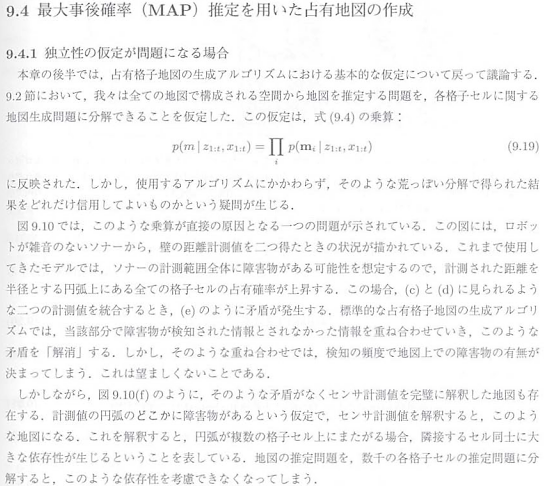 9.4 最大事後確率（MAP）推定を用いた占有地図の作成
9.4.1 独立性の仮定が問題になる場合
本章の後半では，占有格子地図の生成アルゴリズムにおける基本的な仮定について戻って議論する．
9.2節において，我々は全ての地図で構成される空間から地図を推定する問題を，各格子セルに関する
地図生成問題に分解できることを仮定した．この仮定は，式 (9.4) の乗算：
p(m | z_{1:t}, x_{1:t}) = ∏_i p(m_i | z_{1:t}, x_{1:t}) (9.19)
に反映された．しかし，使用するアルゴリズムにかかわらず，そのような荒っぽい分解で得られた結
果をどれだけ信用してよいものかという疑問が生じる．
図 9.10 では，このような乗算が直接の原因となる一つの問題が示されている．この図には，ロボッ
トが雑音のないソナーから，壁の距離計測値を二つ得たときの状況が描かれている．これまで使用し
てきたモデルでは，ソナーの計測範囲全体に障害物がある可能性を想定するので，計測された距離を
半径とする円弧上にある全ての格子セルの占有確率が上昇する．この場合，(c) と (d) に見られるよう
な二つの計測値を統合するとき，(e) のように矛盾が発生する．標準的な占有格子地図の生成アルゴリ
ズムでは，当該部分で障害物が検知された情報とされなかった情報を重ね合わせていき，このような
矛盾を「解消」する．しかし，そのような重ね合わせでは，検知の頻度で地図上での障害物の有無が
決まってしまう．これは望ましくないことである．
しかしながら，図 9.10(f) のように，そのような矛盾がなくセンサ計測値を完璧に解釈した地図も存
在する．計測値の円弧のどこかに障害物があるという仮定で，センサ計測値を解釈すると，このよう
な地図になる．これを解釈すると，円弧が複数の格子セル上にまたがる場合，隣接するセル同士に大
きな依存性が生じるということを表している．地図の推定問題を，数千の各格子セルの推定問題に分
解すると，このような依存性を考慮できなくなってしまう．